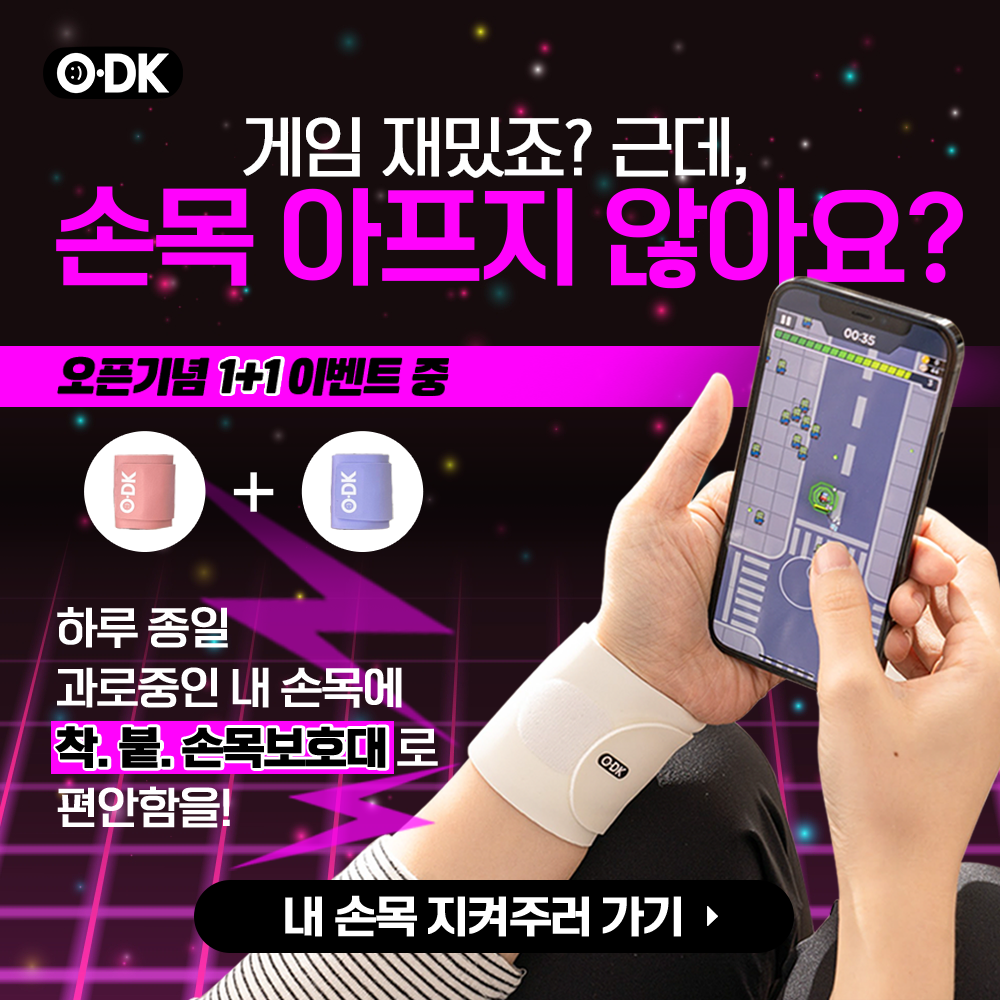 O·DK
게임 재밌죠? 근데,
손목 아프지 않아요?
00:35
3
오픈기념 1+1 이벤트 중
O·DK
+
O·DK
하루 종일
과로중인 내 손목에
착. 붙. 손목보호대로
편안함을!
O·DK
내 손목 지켜주러 가기